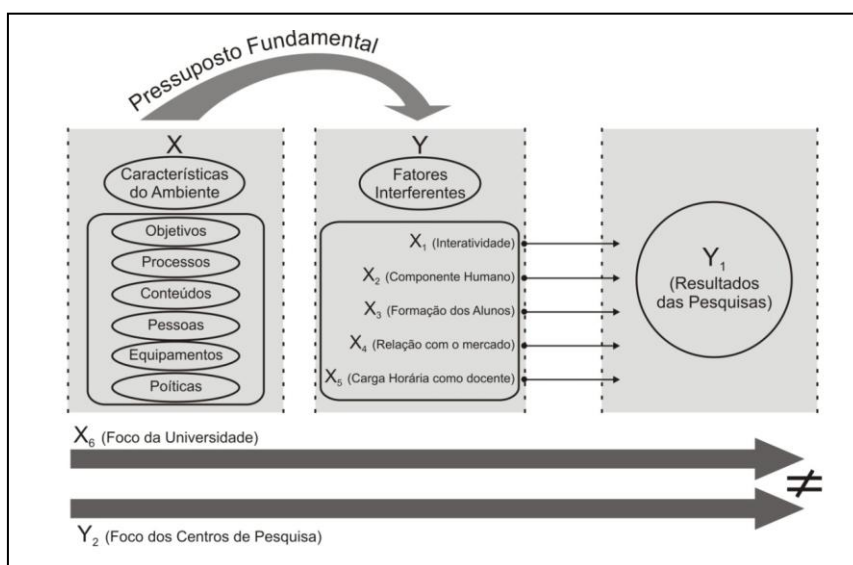 Pressuposto Fundamental
X
Características
do Ambiente
Objetivos
Processos
Conteúdos
Pessoas
Equipamentos
Poíticas
Y
Fatores
Interferentes
X₁ (Interatividade)
X₂ (Componente Humano)
X₃ (Formação dos Alunos)
X₄ (Relação com o mercado)
X₅ (Carga Horária como docente)
Y₁
(Resultados
das Pesquisas)
X₆ (Foco da Universidade)
≠
Y₂ (Foco dos Centros de Pesquisa)